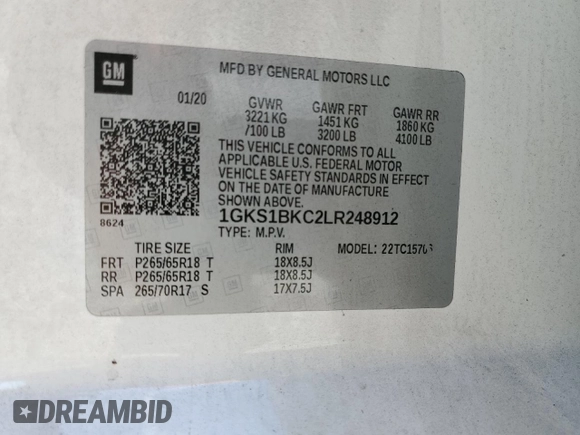 GM
MFD BY GENERAL MOTORS LLC
01/20 GVWR GAWR FRT GAWR RR
3221 KG 1451 KG 1860 KG
7100 LB 3200 LB 4100 LB
THIS VEHICLE CONFORMS TO ALL
APPLICABLE U.S. FEDERAL MOTOR
VEHICLE SAFETY STANDARDS IN EFFECT
ON THE DATE OF MANUFACTURE
SHOWN ABOVE.
8624
1GKS1BKC2LR248912
TYPE: M.P.V. MODEL: 22TC1570
TIRE SIZE RIM
FRT P265/65R18 T 18X8.5J
RR P265/65R18 T 18X8.5J
SPA 265/70R17 S 17X7.5J
DREAMBID